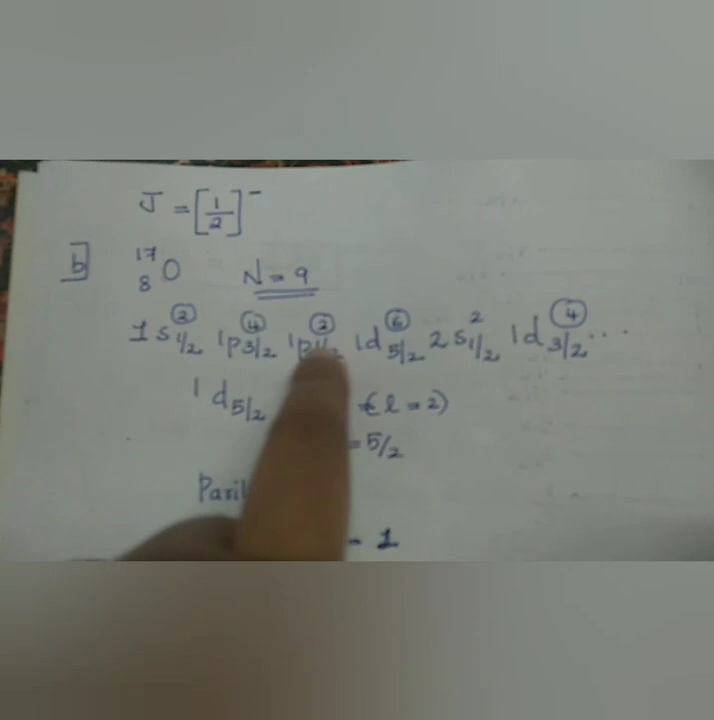 J = [1/2]⁻
b] ¹⁷₈O N = 9
1s₁/₂ ② 1p₃/₂ ④ 1p₁/₂ ② 1d₅/₂ ⑥ 2s₁/₂ ² 1d₃/₂ ④ ...
1d₅/₂ (l = 2)
= 5/2
- 1